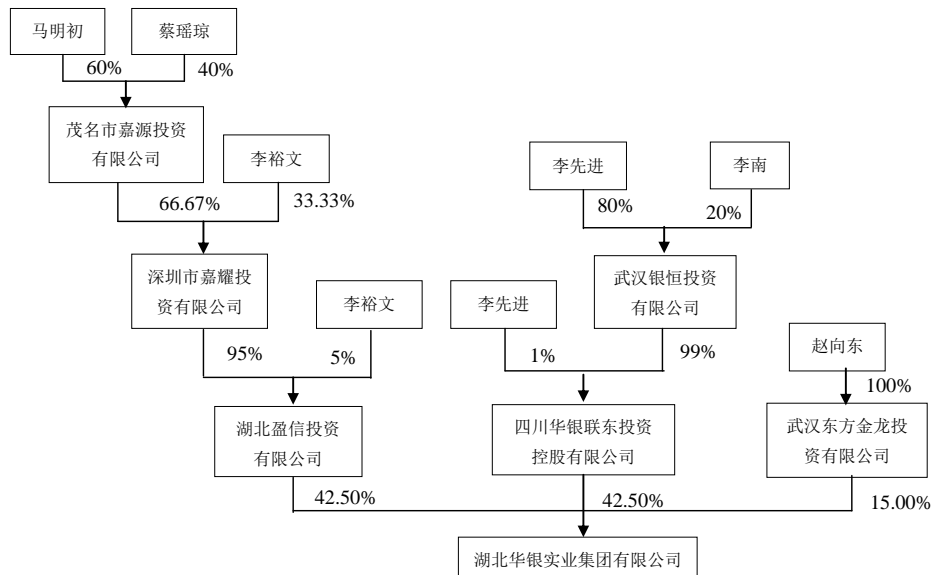 马明初
蔡瑶琼
60%
40%
茂名市嘉源投资
有限公司
李裕文
李先进
李南
66.67%
33.33%
80%
20%
深圳市嘉耀投
资有限公司
李裕文
李先进
武汉银恒投资
有限公司
95%
5%
1%
99%
赵向东
100%
湖北盈信投资
有限公司
四川华银联东投资
控股有限公司
武汉东方金龙投
资有限公司
42.50%
42.50%
15.00%
湖北华银实业集团有限公司